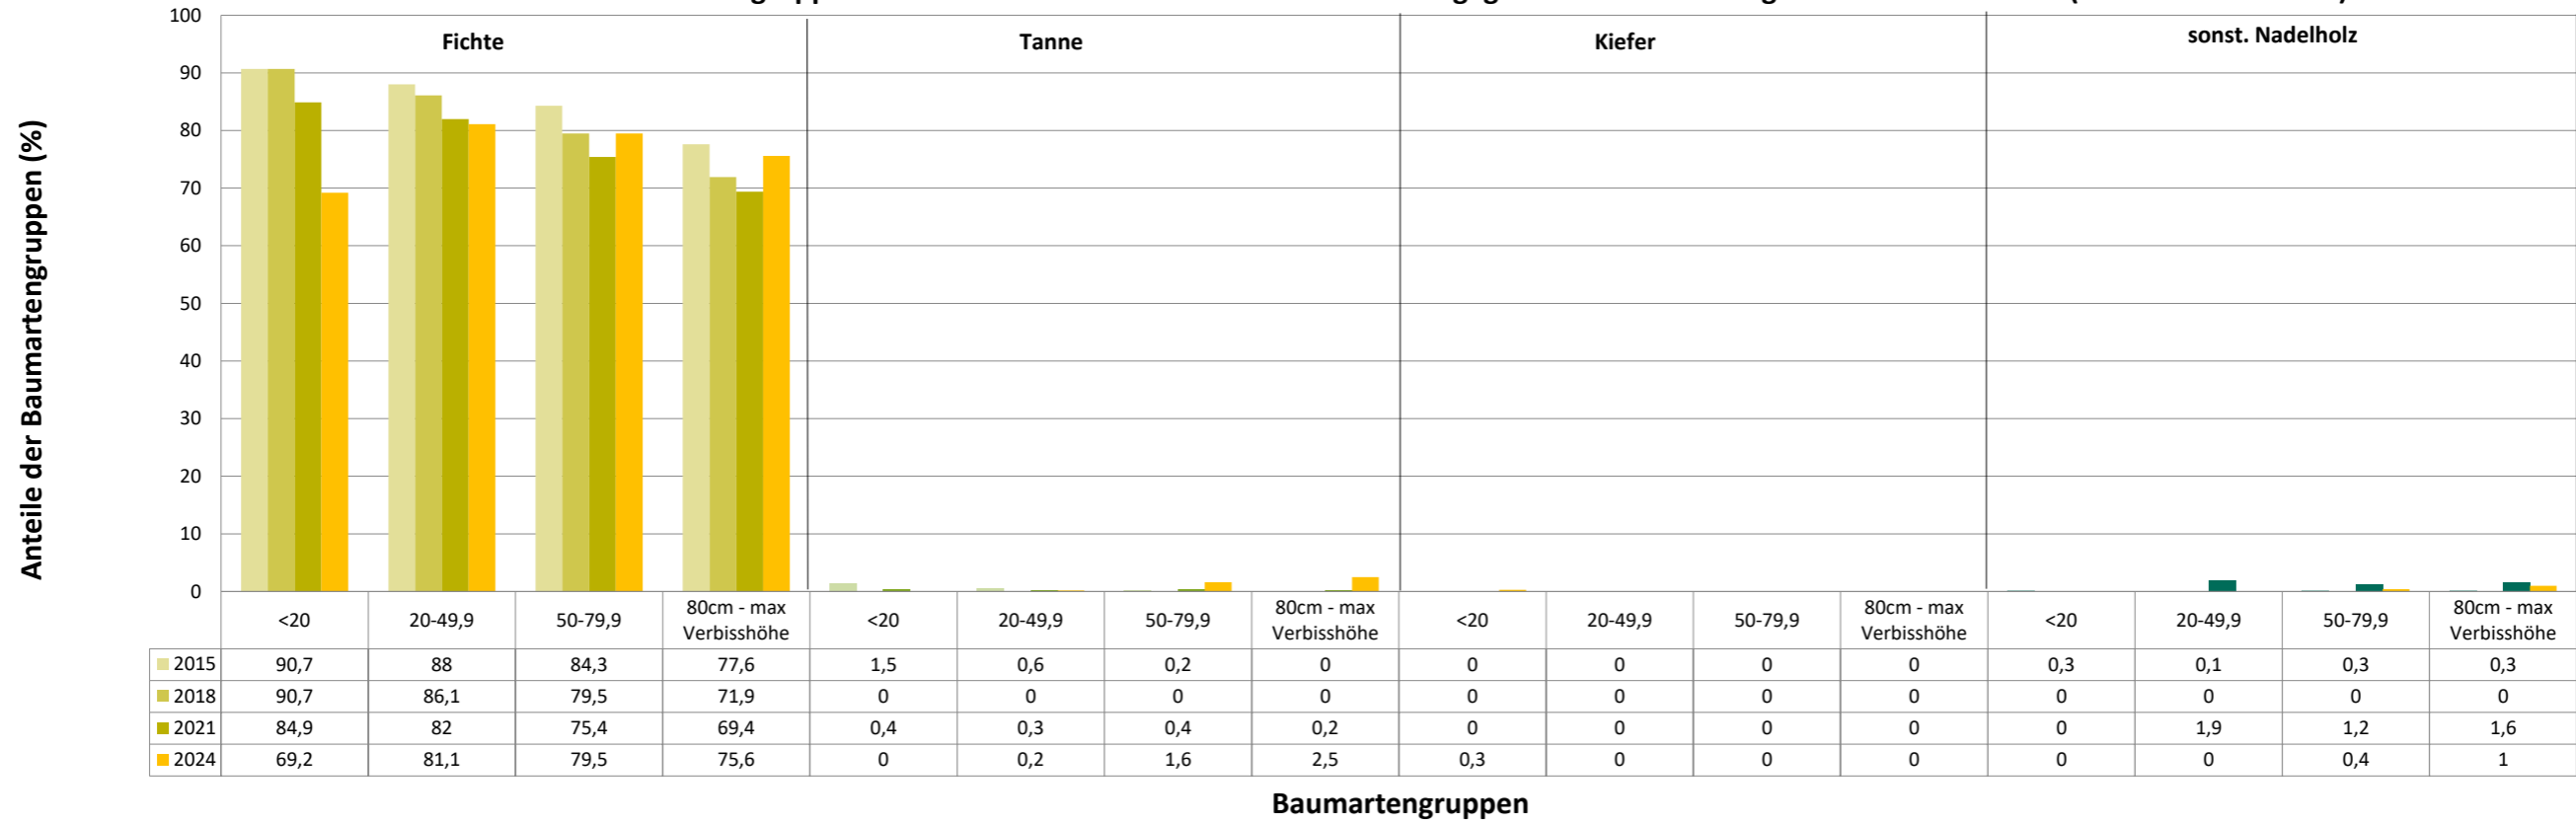 100
90
80
70
60
50
40
30
20
10
0
Anteile der Baumartengruppen (%)
Fichte Tanne Kiefer sonst. Nadelholz
<20 20-49,9 50-79,9 80cm - max Verbisshöhe <20 20-49,9 50-79,9 80cm - max Verbisshöhe <20 20-49,9 50-79,9 80cm - max Verbisshöhe <20 20-49,9 50-79,9 80cm - max Verbisshöhe
2015 90,7 88 84,3 77,6 1,5 0,6 0,2 0 0 0 0 0 0,3 0,1 0,3 0,3
2018 90,7 86,1 79,5 71,9 0 0 0 0 0 0 0 0 0 0 0 0
2021 84,9 82 75,4 69,4 0,4 0,3 0,4 0,2 0 0 0 0 0 1,9 1,2 1,6
2024 69,2 81,1 79,5 75,6 0 0,2 1,6 2,5 0,3 0 0 0 0 0 0,4 1
Baumartengruppen